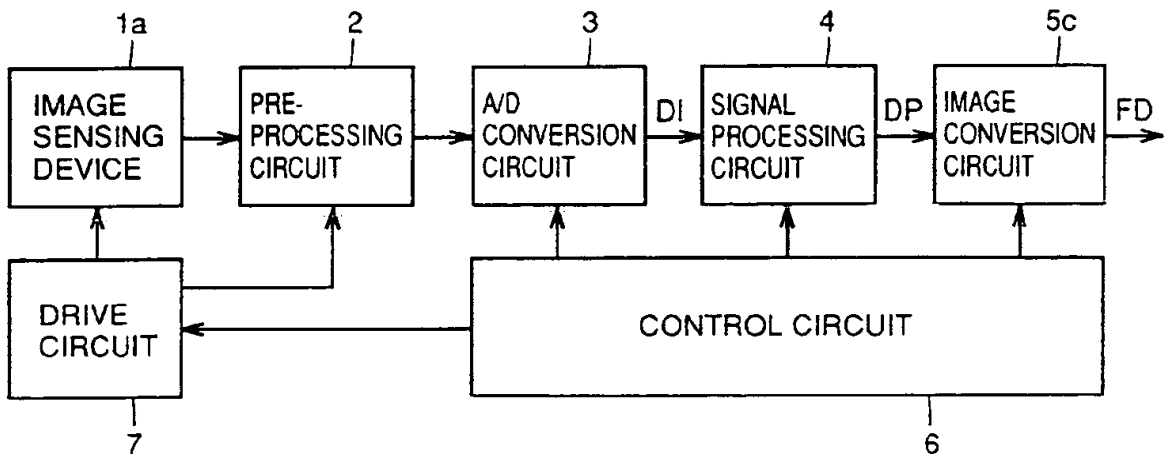 1a
2
3
4
5c
IMAGE
SENSING
DEVICE
PRE-
PROCESSING
CIRCUIT
A/D
CONVERSION
CIRCUIT
DI
SIGNAL
PROCESSING
CIRCUIT
DP
IMAGE
CONVERSION
CIRCUIT
FD
DRIVE
CIRCUIT
CONTROL CIRCUIT
7
6